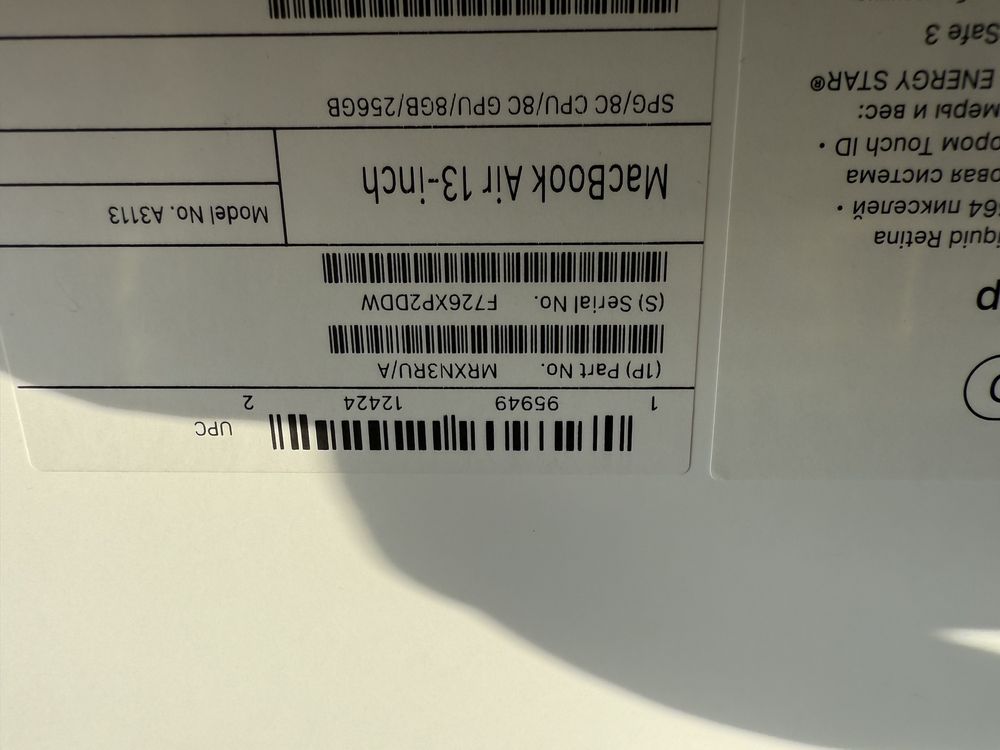 iquid Retina
64 пикселей •
овая система
ором Touch ID •
меры и вес:
ENERGY STAR®
Safe 3
UPC
1 95949 12424 2
(1P) Part No. MRXN3RU/A
(S) Serial No. F726XP2DDW
MacBook Air 13-inch
Model No. A3113
SPG/8C CPU/8C GPU/8GB/256GB